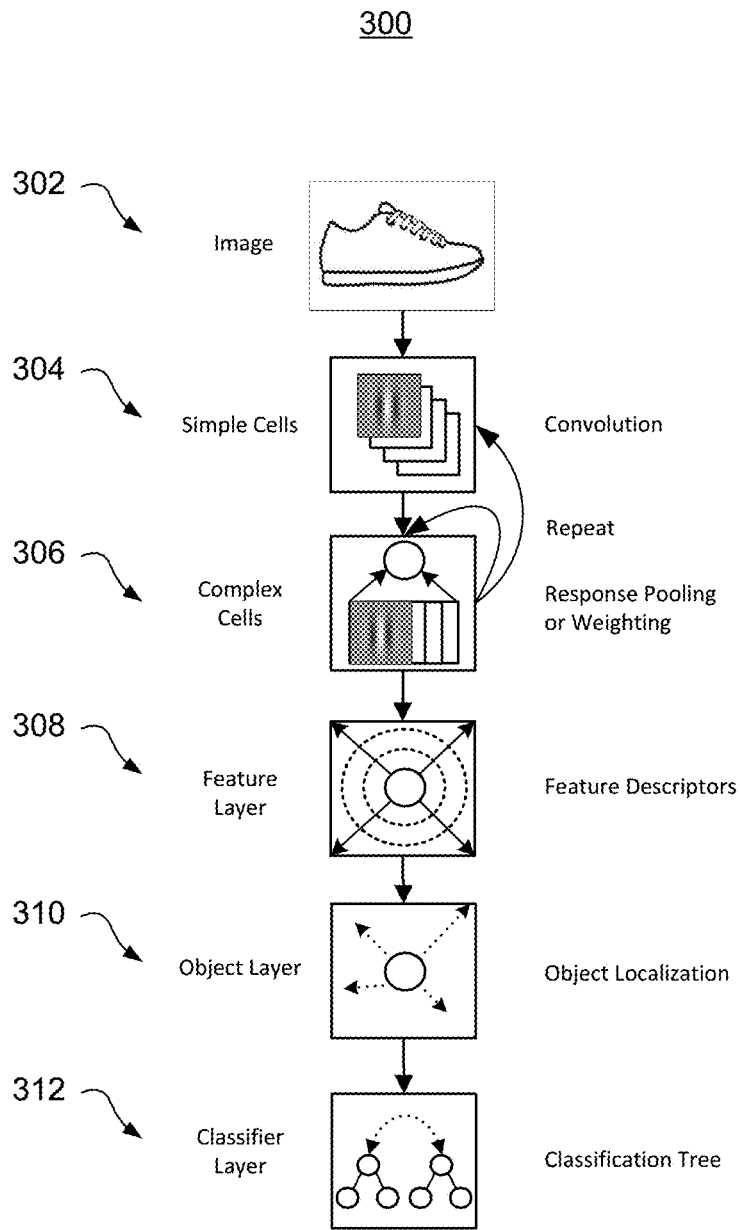 300
302
Image
304
Simple Cells
Convolution
Repeat
306
Complex
Cells
Response Pooling
or Weighting
308
Feature
Layer
Feature Descriptors
310
Object Layer
Object Localization
312
Classifier
Layer
Classification Tree